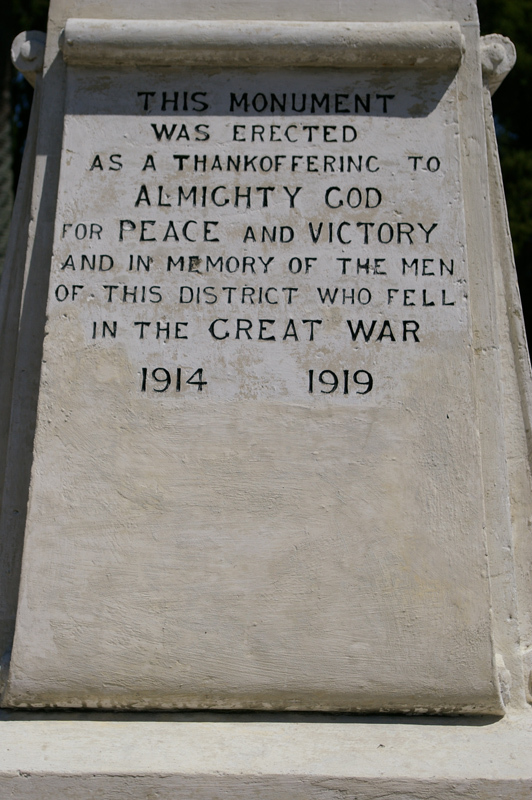 THIS MONUMENT
WAS ERECTED
AS A THANKOFFERING TO
ALMIGHTY GOD
FOR PEACE AND VICTORY
AND IN MEMORY OF THE MEN
OF THIS DISTRICT WHO FELL
IN THE GREAT WAR
1914 1919